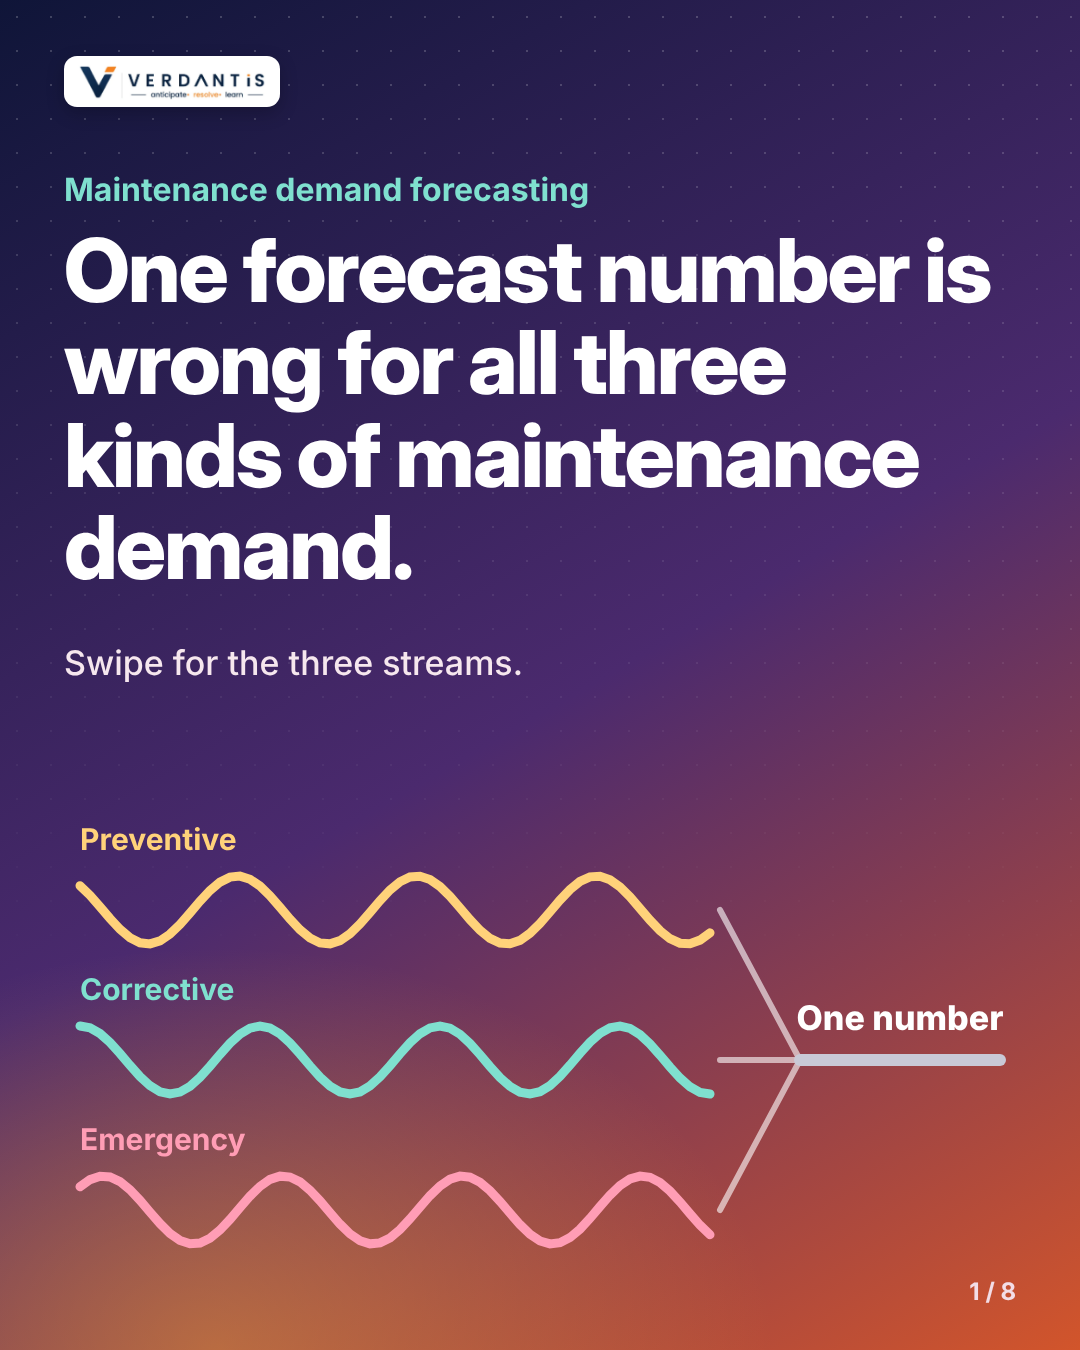 VERDANTIS
anticipate• resolve• learn
Maintenance demand forecasting
One forecast number is
wrong for all three
kinds of maintenance
demand.
Swipe for the three streams.
Preventive
Corrective
One number
Emergency
1 / 8